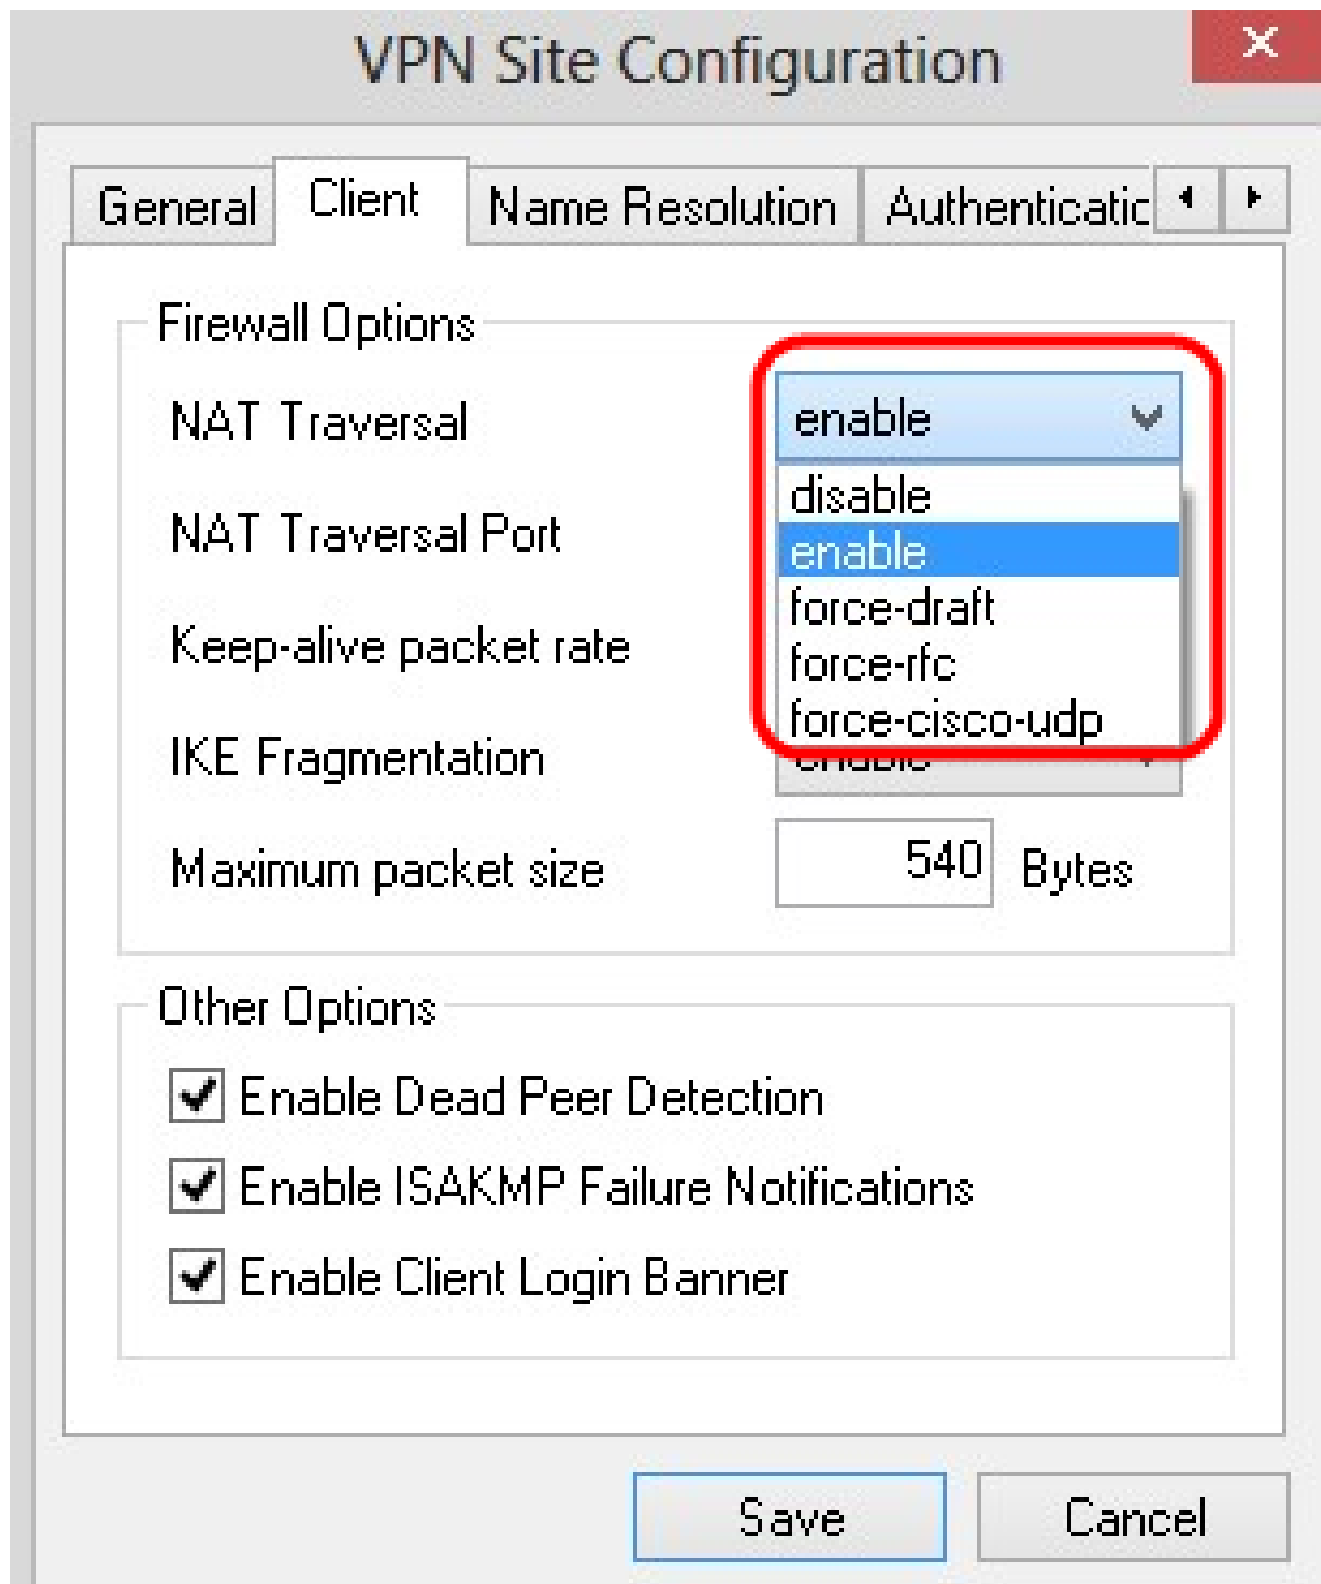 VPN Site Configuration
General Client Name Resolution Authenticatic
Firewall Options
NAT Traversal enable
disable
NAT Traversal Port enable
force-draft
Keep-alive packet rate force-rfc
force-cisco-udp
IKE Fragmentation enable
Maximum packet size 540 Bytes
Other Options
Enable Dead Peer Detection
Enable ISAKMP Failure Notifications
Enable Client Login Banner
Save Cancel